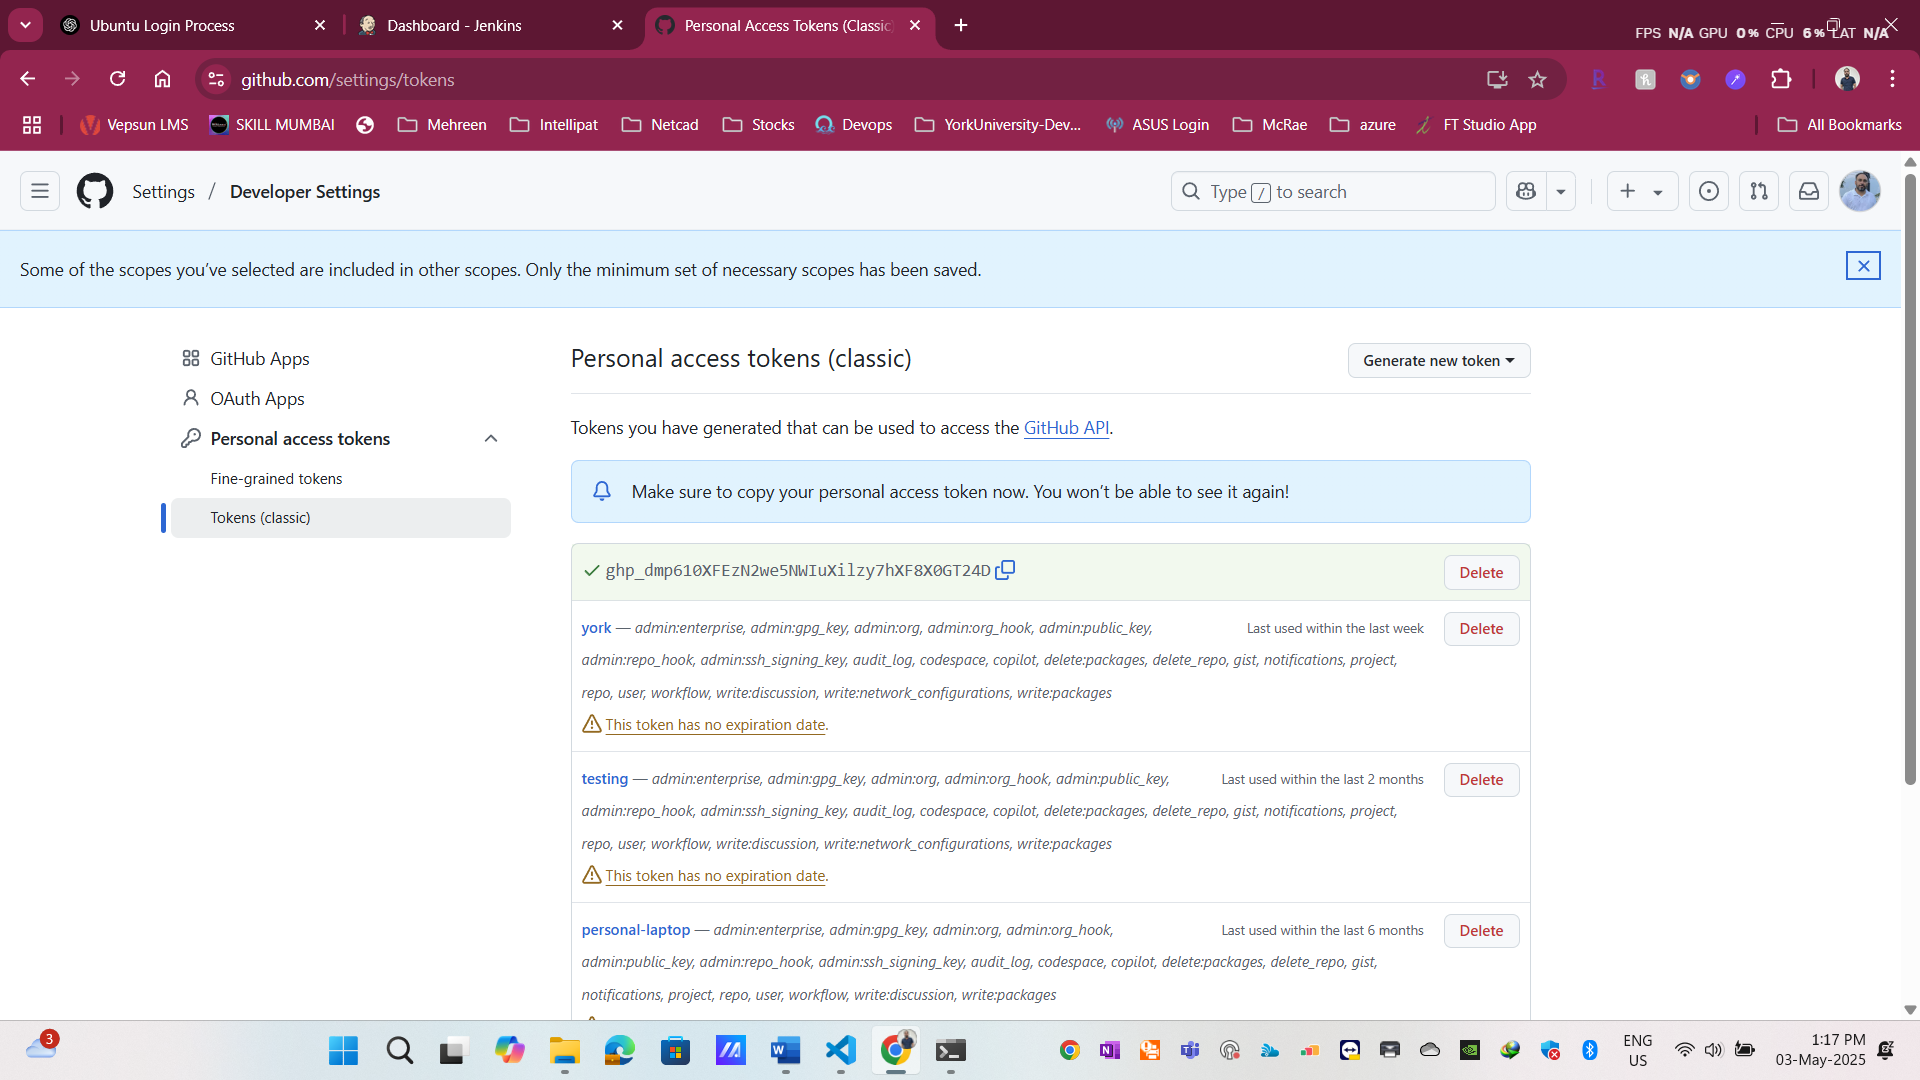 Ubuntu Login Process
Dashboard - Jenkins
Personal Access Tokens (Classic)
FPS N/A GPU 0% CPU 6% LAT N/A
github.com/settings/tokens
Vepsun LMS
SKILL MUMBAI
Mehreen
Intellipat
Netcad
Stocks
Devops
YorkUniversity-Dev...
ASUS Login
McRae
azure
FT Studio App
All Bookmarks
Settings / Developer Settings
Type / to search
Some of the scopes you’ve selected are included in other scopes. Only the minimum set of necessary scopes has been saved.
GitHub Apps
OAuth Apps
Personal access tokens
Fine-grained tokens
Tokens (classic)
Personal access tokens (classic)
Generate new token
Tokens you have generated that can be used to access the GitHub API.
Make sure to copy your personal access token now. You won’t be able to see it again!
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
Delete
york — admin:enterprise, admin:gpg_key, admin:org, admin:org_hook, admin:public_key,
Last used within the last week
Delete
admin:repo_hook, admin:ssh_signing_key, audit_log, codespace, copilot, delete:packages, delete_repo, gist, notifications, project,
repo, user, workflow, write:discussion, write:network_configurations, write:packages
This token has no expiration date.
testing — admin:enterprise, admin:gpg_key, admin:org, admin:org_hook, admin:public_key,
Last used within the last 2 months
Delete
admin:repo_hook, admin:ssh_signing_key, audit_log, codespace, copilot, delete:packages, delete_repo, gist, notifications, project,
repo, user, workflow, write:discussion, write:network_configurations, write:packages
This token has no expiration date.
personal-laptop — admin:enterprise, admin:gpg_key, admin:org, admin:org_hook,
Last used within the last 6 months
Delete
admin:public_key, admin:repo_hook, admin:ssh_signing_key, audit_log, codespace, copilot, delete:packages, delete_repo, gist,
notifications, project, repo, user, workflow, write:discussion, write:packages
3
ENG
US
1:17 PM
03-May-2025